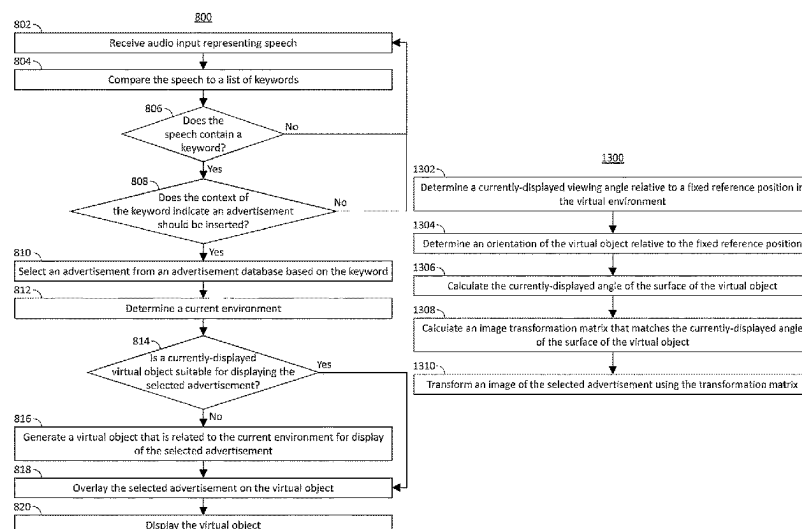 800
802
Receive audio input representing speech
804
Compare the speech to a list of keywords
806
Does the
speech contain a
keyword?
No
Yes
808
Does the context of
the keyword indicate an advertisement
should be inserted?
No
Yes
810
Select an advertisement from an advertisement database based on the keyword
812
Determine a current environment
814
Is a currently-displayed
virtual object suitable for displaying the
selected advertisement?
Yes
No
816
Generate a virtual object that is related to the current environment for display
of the selected advertisement
818
Overlay the selected advertisement on the virtual object
820
Display the virtual object
1300
1302
Determine a currently-displayed viewing angle relative to a fixed reference position in
the virtual environment
1304
Determine an orientation of the virtual object relative to the fixed reference position
1306
Calculate the currently-displayed angle of the surface of the virtual object
1308
Calculate an image transformation matrix that matches the currently-displayed angle
of the surface of the virtual object
1310
Transform an image of the selected advertisement using the transformation matrix